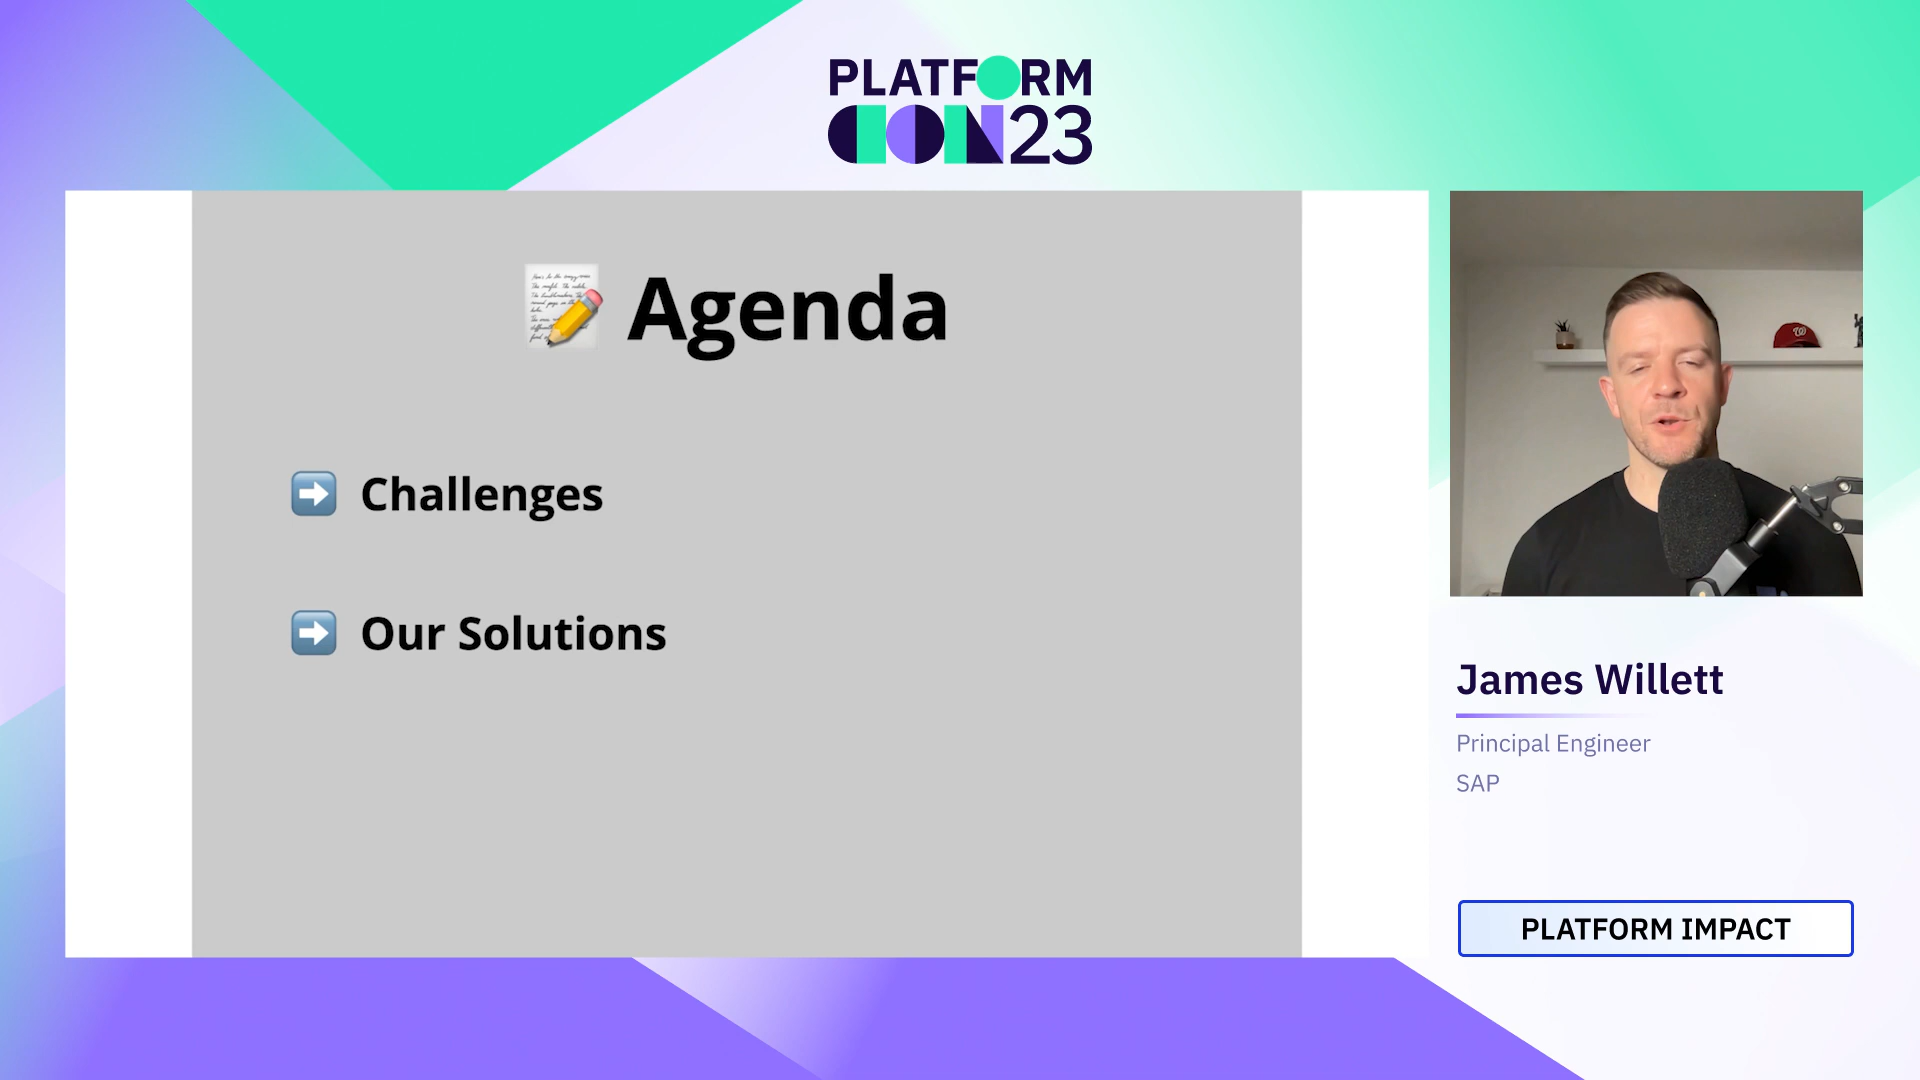 PLATFORM
CON23
Agenda
Challenges
Our Solutions
James Willett
Principal Engineer
SAP
PLATFORM IMPACT